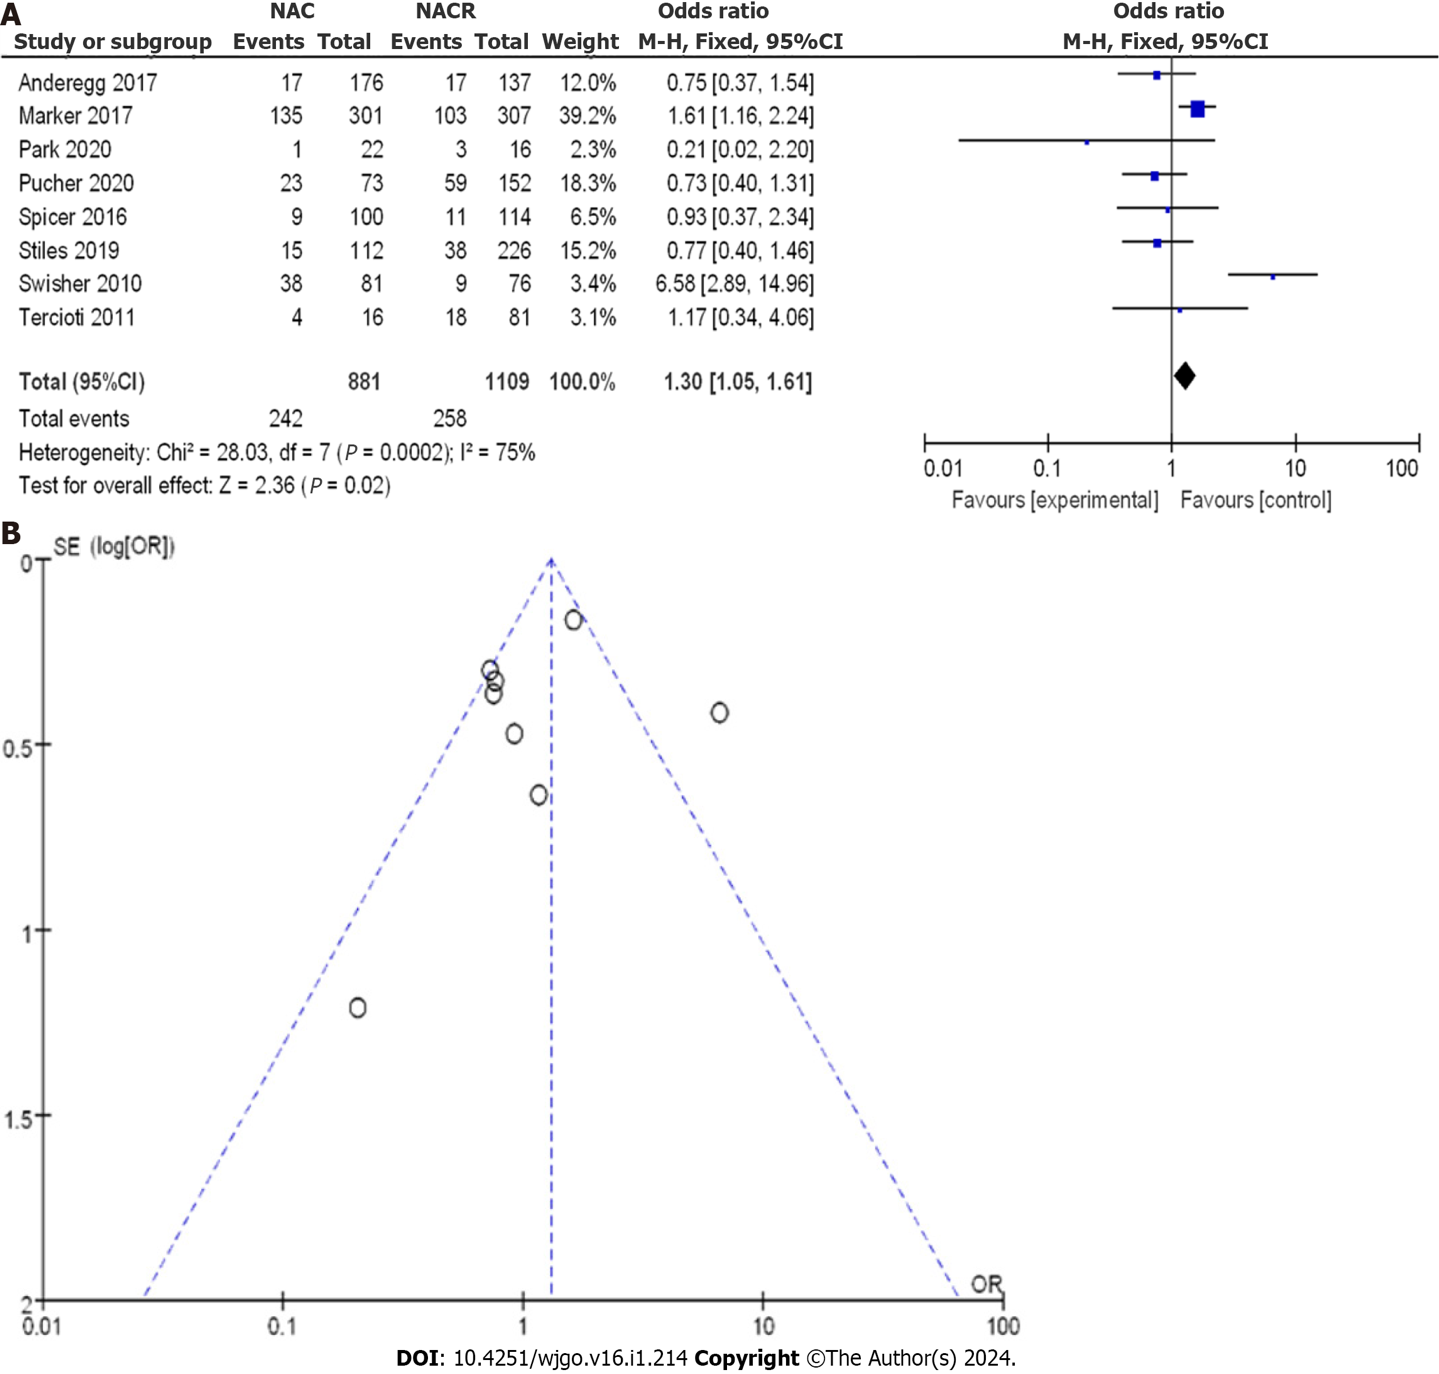 A
NAC NACR Odds ratio Odds ratio
Study or subgroup Events Total Events Total Weight M-H, Fixed, 95%CI M-H, Fixed, 95%CI
Anderegg 2017 17 176 17 137 12.0% 0.75 [0.37, 1.54]
Marker 2017 135 301 103 307 39.2% 1.61 [1.16, 2.24]
Park 2020 1 22 3 16 2.3% 0.21 [0.02, 2.20]
Pucher 2020 23 73 59 152 18.3% 0.73 [0.40, 1.31]
Spicer 2016 9 100 11 114 6.5% 0.93 [0.37, 2.34]
Stiles 2019 15 112 38 226 15.2% 0.77 [0.40, 1.46]
Swisher 2010 38 81 9 76 3.4% 6.58 [2.89, 14.96]
Tercioti 2011 4 16 18 81 3.1% 1.17 [0.34, 4.06]
Total (95%CI) 881 1109 100.0% 1.30 [1.05, 1.61]
Total events 242 258
Heterogeneity: Chi² = 28.03, df = 7 (P = 0.0002); I² = 75%
Test for overall effect: Z = 2.36 (P = 0.02)
0.01 0.1 1 10 100
Favours [experimental] Favours [control]
B
SE (log[OR])
0
0.5
1
1.5
2
OR
0.01 0.1 1 10 100
DOI: 10.4251/wjgo.v16.i1.214 Copyright ©The Author(s) 2024.